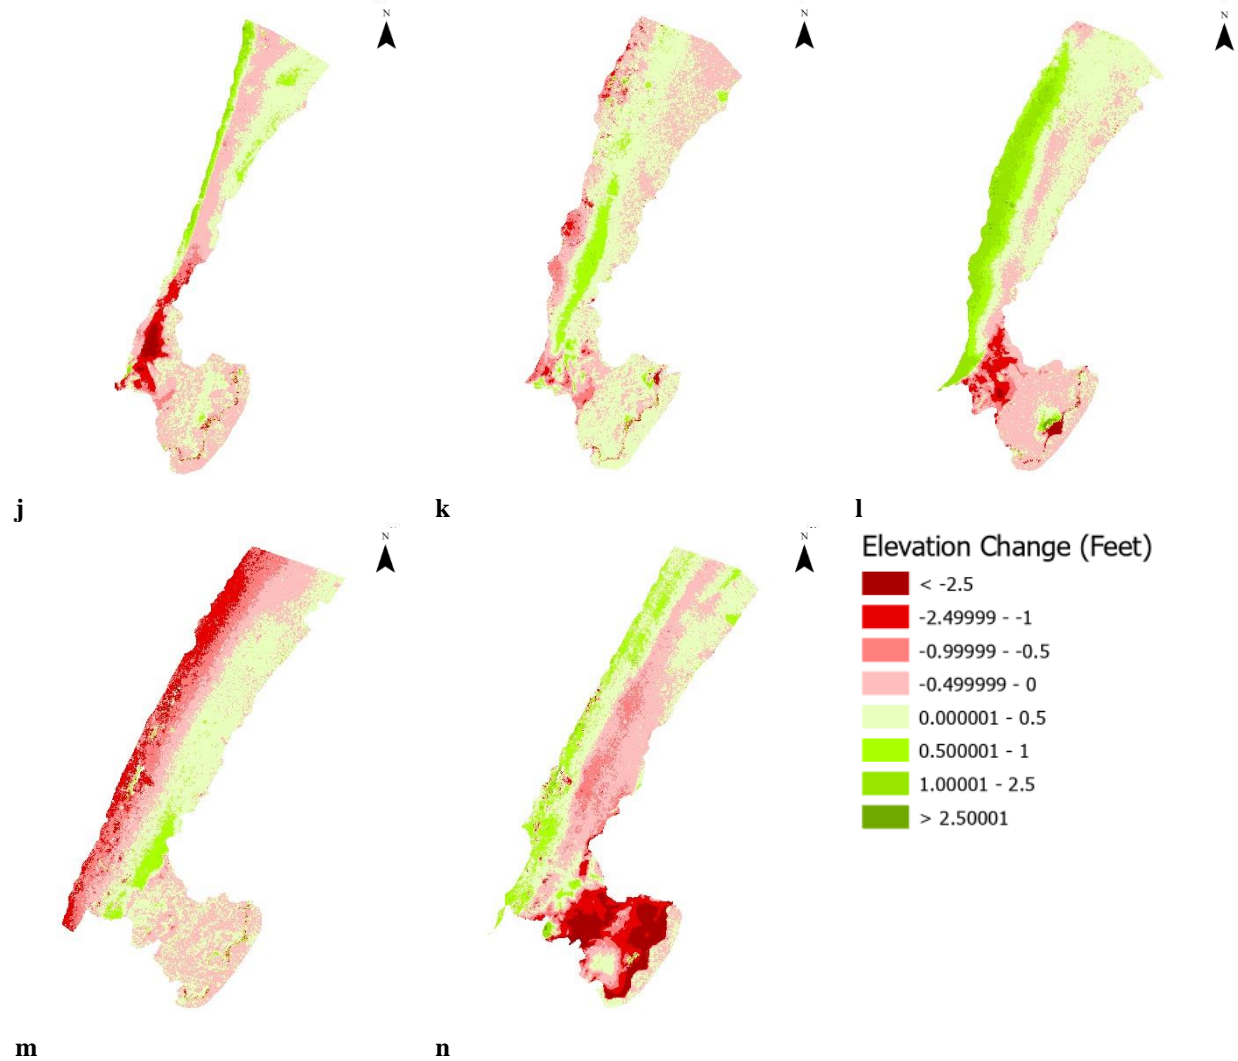 N
N
N
j
k
l
N
N
Elevation Change (Feet)
< -2.5
-2.49999 - -1
-0.99999 - -0.5
-0.499999 - 0
0.000001 - 0.5
0.500001 - 1
1.00001 - 2.5
> 2.50001
m
n